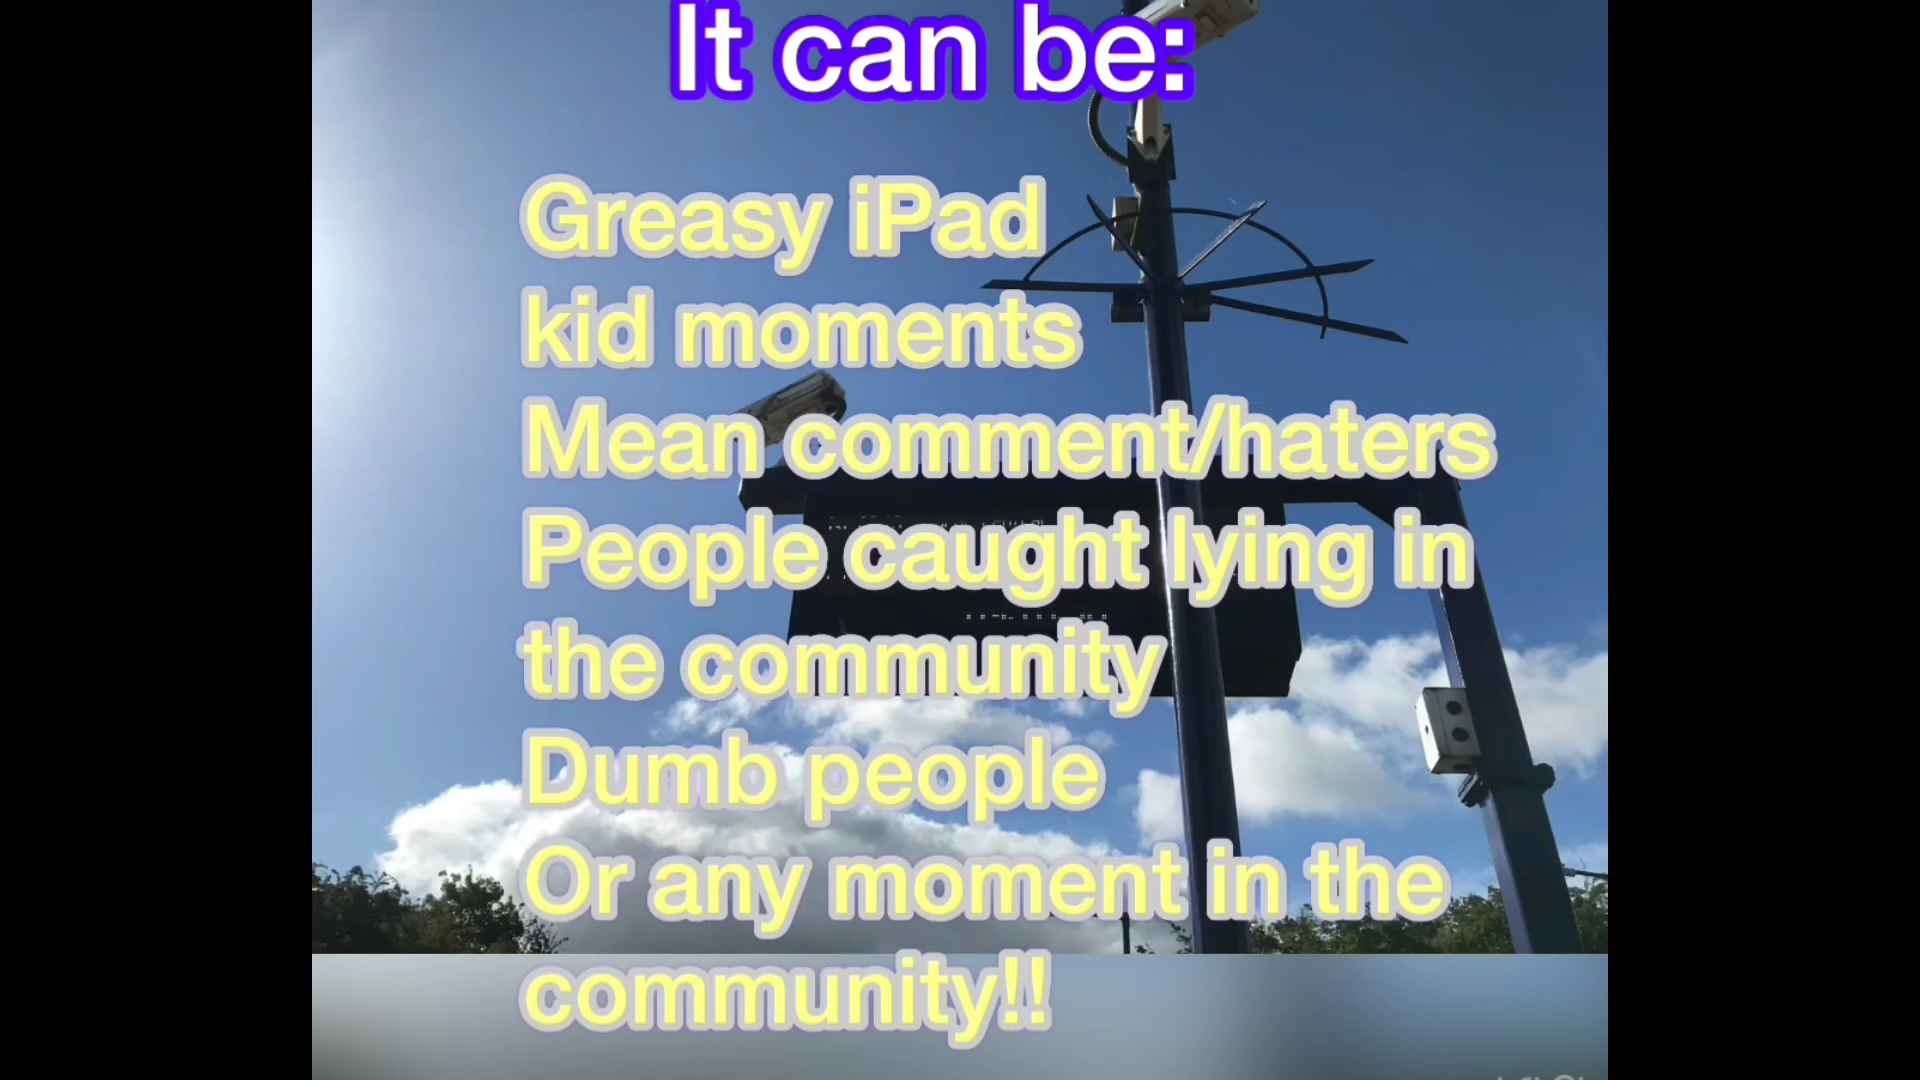 It can be:
Greasy iPad
kid moments
Mean comment/haters
People caught lying in
the community
Dumb people
Or any moment in the
community!!